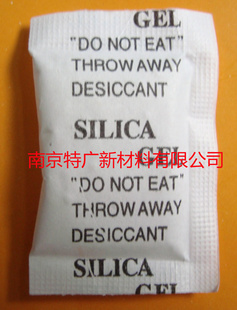 GEL
"DO NOT EAT"
THROW AWAY
DESICCANT
SILICA
GEL
南京特广新材料有限公司
"DO NOT EAT"
THROW AWAY
DESICCANT
SILICA
GEL